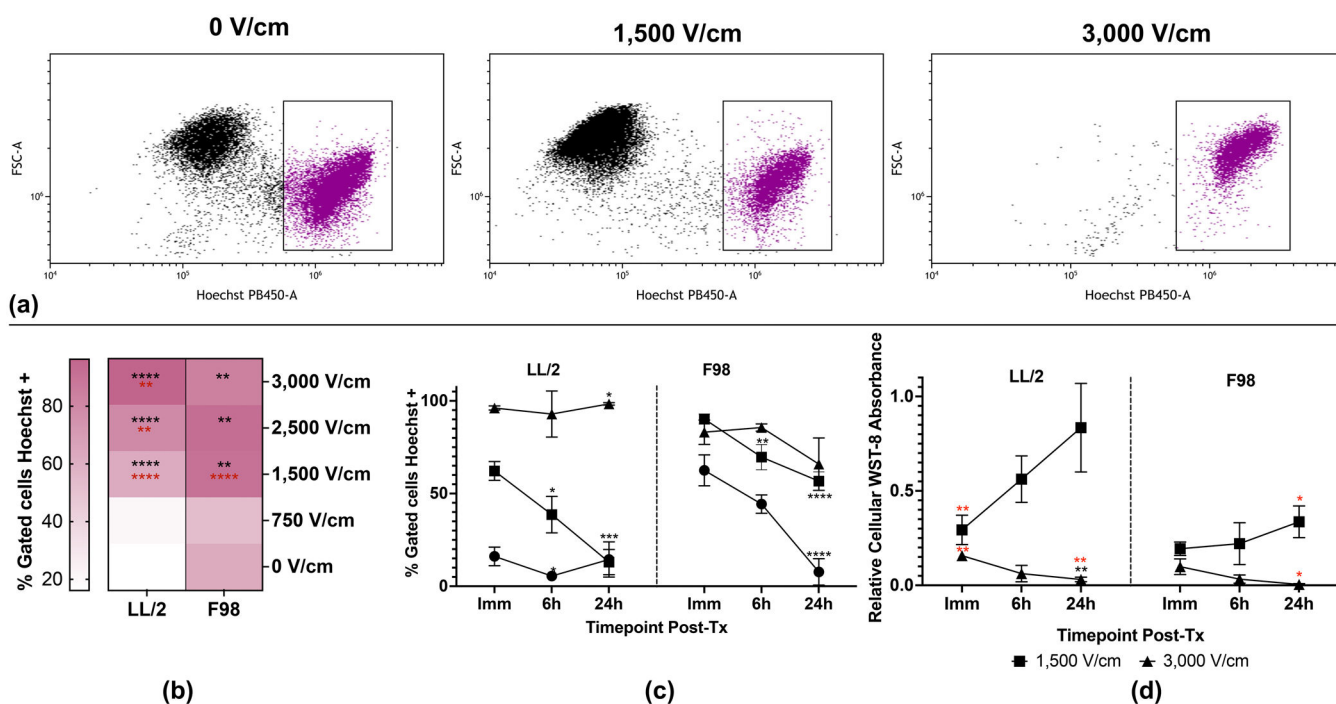 0 V/cm
1,500 V/cm
3,000 V/cm
FSC-A
10⁶
10⁴
10⁵
10⁶
Hoechst PB450-A
FSC-A
10⁶
10⁴
10⁵
10⁶
Hoechst PB450-A
FSC-A
10⁶
10⁴
10⁵
10⁶
Hoechst PB450-A
(a)
% Gated cells Hoechst +
80
60
40
20
**** ** 3,000 V/cm
**
**** ** 2,500 V/cm
**
**** ** 1,500 V/cm
**** ****
750 V/cm
0 V/cm
LL/2 F98
(b)
LL/2
F98
% Gated cells Hoechst +
100
50
0
*
*
*
***
**
****
****
Imm 6h 24h Imm 6h 24h
Timepoint Post-Tx
(c)
LL/2
F98
Relative Cellular WST-8 Absorbance
1.0
0.5
0.0
**
**
**
**
*
*
Imm 6h 24h Imm 6h 24h
Timepoint Post-Tx
1,500 V/cm 3,000 V/cm
(d)